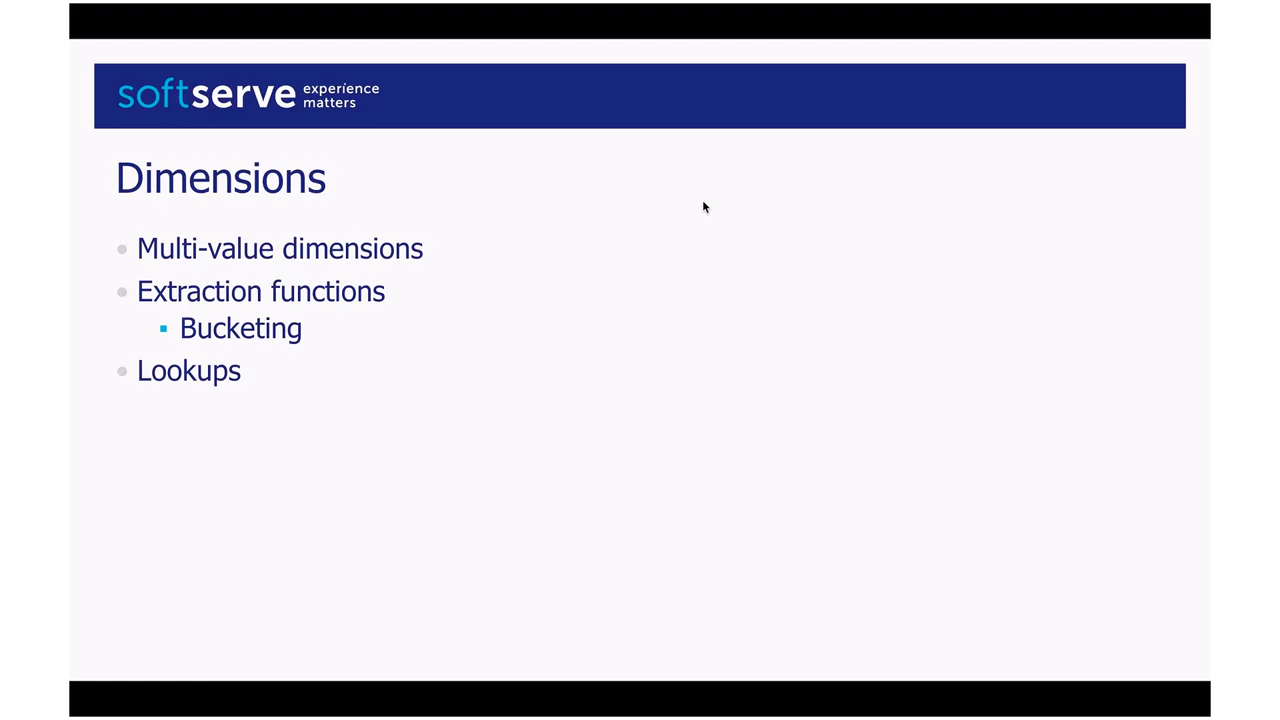 softserve experience matters
Dimensions
Multi-value dimensions
Extraction functions
Bucketing
Lookups